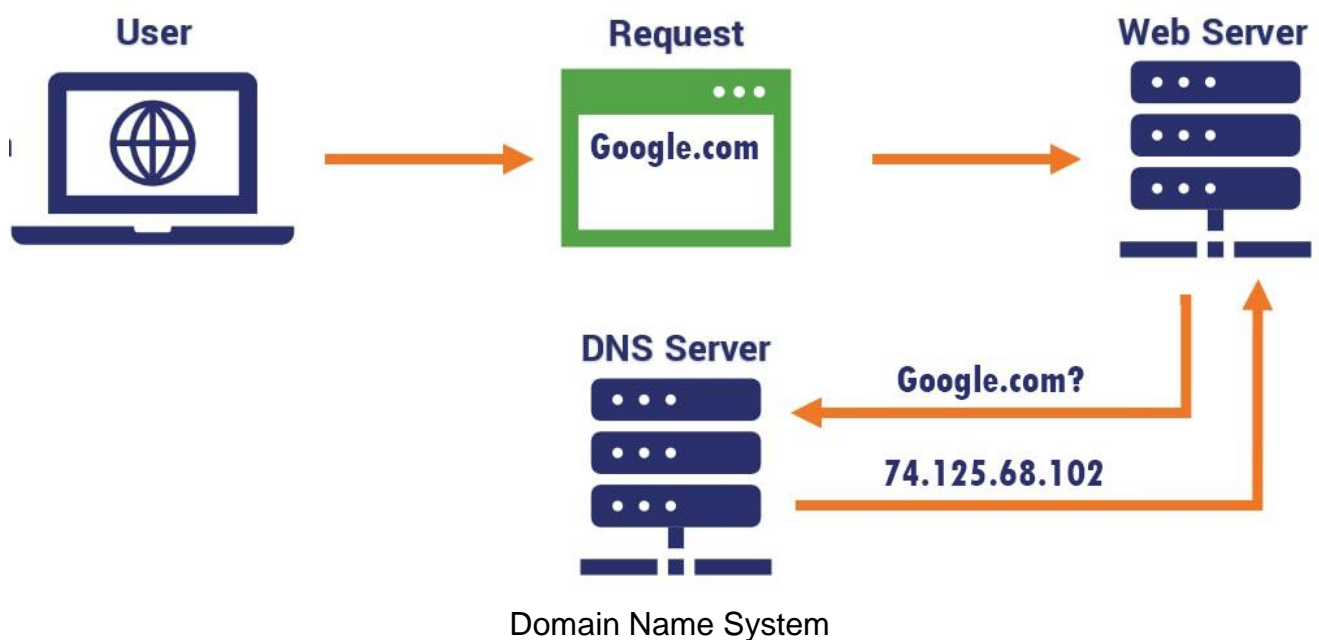 User
Request
Web Server
Google.com
DNS Server
Google.com?
74.125.68.102
Domain Name System